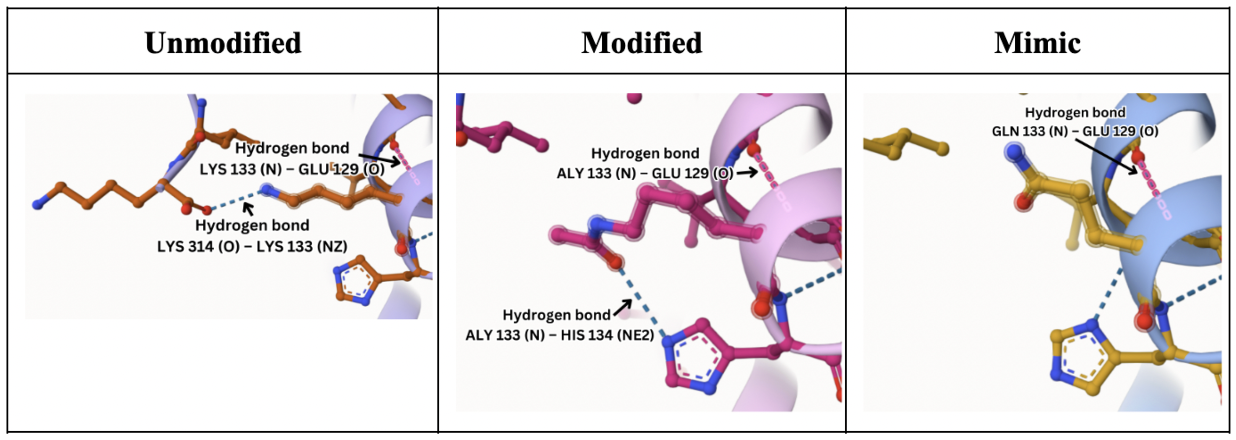 Unmodified
Modified
Mimic
Hydrogen bond
LYS 133 (N) – GLU 129 (O)
Hydrogen bond
LYS 314 (O) – LYS 133 (NZ)
Hydrogen bond
ALY 133 (N) – GLU 129 (O)
Hydrogen bond
ALY 133 (N) – HIS 134 (NE2)
Hydrogen bond
GLN 133 (N) – GLU 129 (O)